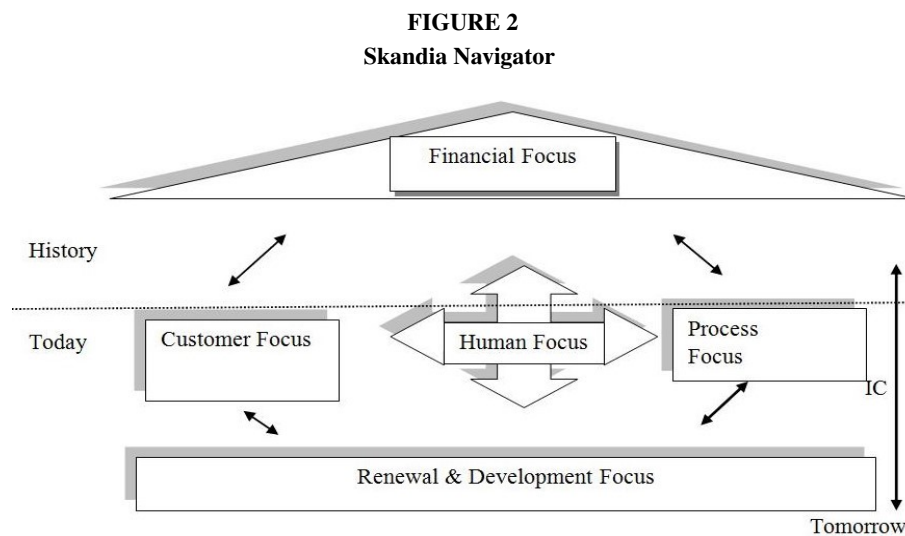 FIGURE 2
Skandia Navigator
Financial Focus
History
Today
Customer Focus
Human Focus
Process
Focus
IC
Renewal & Development Focus
Tomorrow